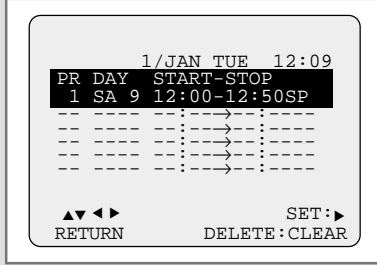 1/JAN TUE 12:09
PR DAY START-STOP
1 SA 9 12:00-12:50SP
-- ---- --:--→--:----
-- ---- --:--→--:----
-- ---- --:--→--:----
-- ---- --:--→--:----
▲▼ ◀ ▶ SET:▶
RETURN DELETE:CLEAR